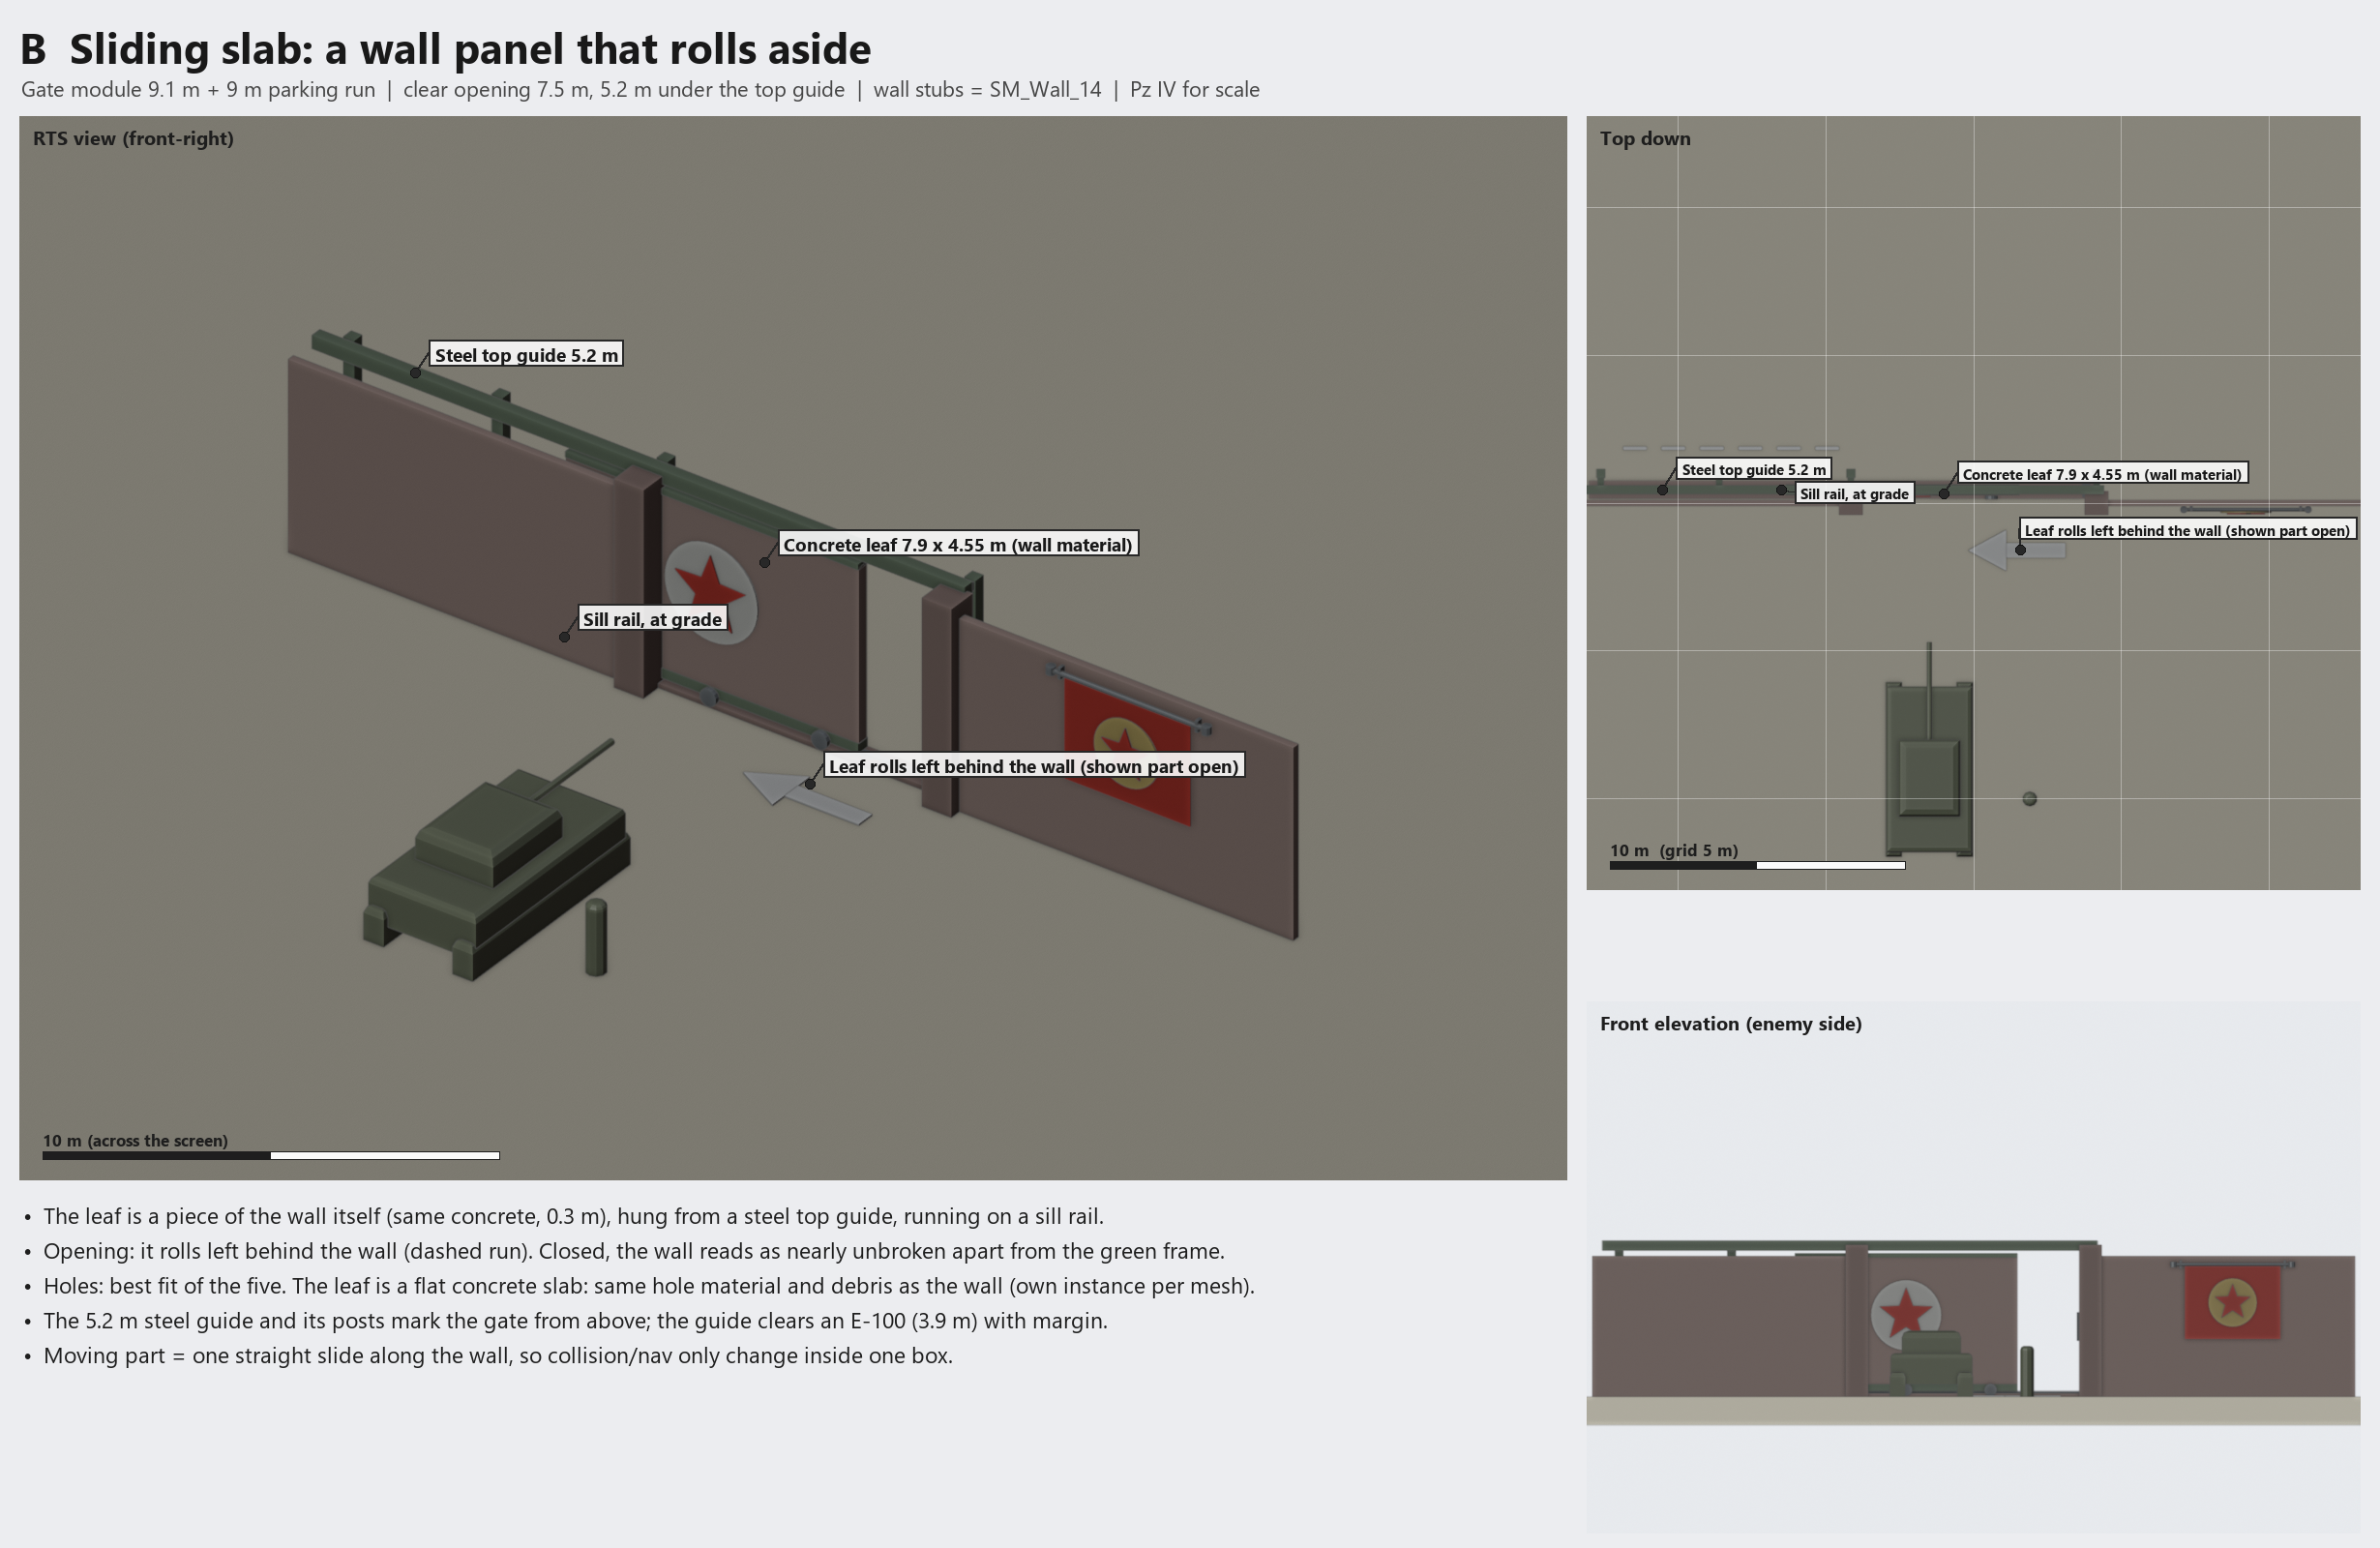 B Sliding slab: a wall panel that rolls aside
Gate module 9.1 m + 9 m parking run | clear opening 7.5 m, 5.2 m under the top guide | wall stubs = SM_Wall_14 | Pz IV for scale
RTS view (front-right)
Steel top guide 5.2 m
Concrete leaf 7.9 x 4.55 m (wall material)
Sill rail, at grade
Leaf rolls left behind the wall (shown part open)
10 m (across the screen)
Top down
Steel top guide 5.2 m
Concrete leaf 7.9 x 4.55 m (wall material)
Sill rail, at grade
Leaf rolls left behind the wall (shown part open)
10 m (grid 5 m)
Front elevation (enemy side)
• The leaf is a piece of the wall itself (same concrete, 0.3 m), hung from a steel top guide, running on a sill rail.
• Opening: it rolls left behind the wall (dashed run). Closed, the wall reads as nearly unbroken apart from the green frame.
• Holes: best fit of the five. The leaf is a flat concrete slab: same hole material and debris as the wall (own instance per mesh).
• The 5.2 m steel guide and its posts mark the gate from above; the guide clears an E-100 (3.9 m) with margin.
• Moving part = one straight slide along the wall, so collision/nav only change inside one box.